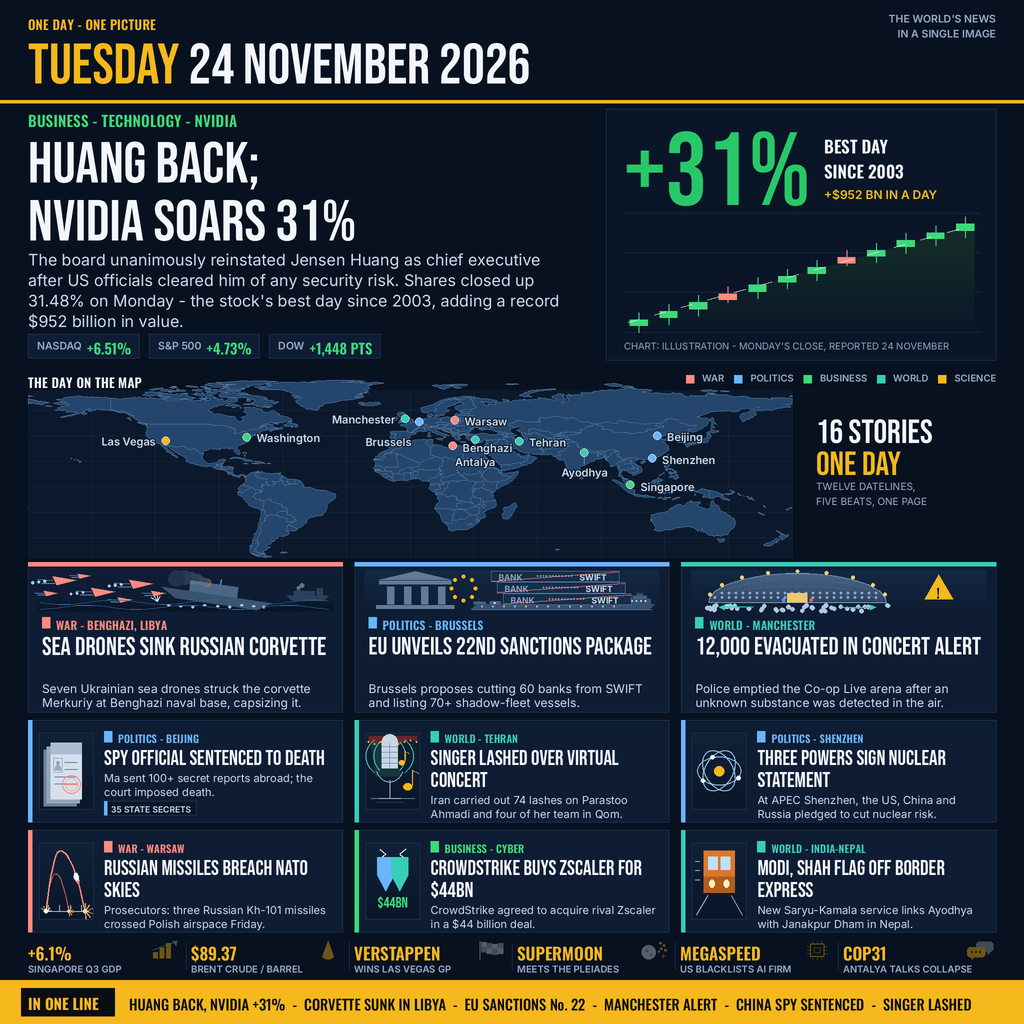 ONE DAY - ONE PICTURE
TUESDAY 24 NOVEMBER 2026
THE WORLD'S NEWS
IN A SINGLE IMAGE
BUSINESS - TECHNOLOGY - NVIDIA
HUANG BACK;
NVIDIA SOARS 31%
The board unanimously reinstated Jensen Huang as chief executive
after US officials cleared him of any security risk. Shares closed up
31.48% on Monday - the stock's best day since 2003, adding a record
$952 billion in value.
NASDAQ +6.51%
S&P 500 +4.73%
DOW +1,448 PTS
+31%
BEST DAY
SINCE 2003
+$952 BN IN A DAY
CHART: ILLUSTRATION - MONDAY'S CLOSE, REPORTED 24 NOVEMBER
THE DAY ON THE MAP
WAR
POLITICS
BUSINESS
WORLD
SCIENCE
Las Vegas
Washington
Manchester
Brussels
Warsaw
Benghazi
Antalya
Tehran
Ayodhya
Beijing
Shenzhen
Singapore
16 STORIES
ONE DAY
TWELVE DATELINES,
FIVE BEATS, ONE PAGE
WAR - BENGHAZI, LIBYA
SEA DRONES SINK RUSSIAN CORVETTE
Seven Ukrainian sea drones struck the corvette
Merkuriy at Benghazi naval base, capsizing it.
BANK SWIFT
BANK SWIFT
BANK SWIFT
POLITICS - BRUSSELS
EU UNVEILS 22ND SANCTIONS PACKAGE
Brussels proposes cutting 60 banks from SWIFT
and listing 70+ shadow-fleet vessels.
!
WORLD - MANCHESTER
12,000 EVACUATED IN CONCERT ALERT
Police emptied the Co-op Live arena after an
unknown substance was detected in the air.
POLITICS - BEIJING
SPY OFFICIAL SENTENCED TO DEATH
Ma sent 100+ secret reports abroad; the
court imposed death.
35 STATE SECRETS
WORLD - TEHRAN
SINGER LASHED OVER VIRTUAL
CONCERT
Iran carried out 74 lashes on Parastoo
Ahmadi and four of her team in Qom.
POLITICS - SHENZHEN
THREE POWERS SIGN NUCLEAR
STATEMENT
At APEC Shenzhen, the US, China and
Russia pledged to cut nuclear risk.
WAR - WARSAW
RUSSIAN MISSILES BREACH NATO
SKIES
Prosecutors: three Russian Kh-101 missiles
crossed Polish airspace Friday.
$44BN
BUSINESS - CYBER
CROWDSTRIKE BUYS ZSCALER FOR
$44BN
CrowdStrike agreed to acquire rival Zscaler
in a $44 billion deal.
WORLD - INDIA-NEPAL
MODI, SHAH FLAG OFF BORDER
EXPRESS
New Saryu-Kamala service links Ayodhya
with Janakpur Dham in Nepal.
+6.1%
SINGAPORE Q3 GDP
$89.37
BRENT CRUDE / BARREL
VERSTAPPEN
WINS LAS VEGAS GP
SUPERMOON
MEETS THE PLEIADES
MEGASPEED
US BLACKLISTS AI FIRM
COP31
ANTALYA TALKS COLLAPSE
IN ONE LINE
HUANG BACK, NVIDIA +31% - CORVETTE SUNK IN LIBYA - EU SANCTIONS No. 22 - MANCHESTER ALERT - CHINA SPY SENTENCED - SINGER LASHED